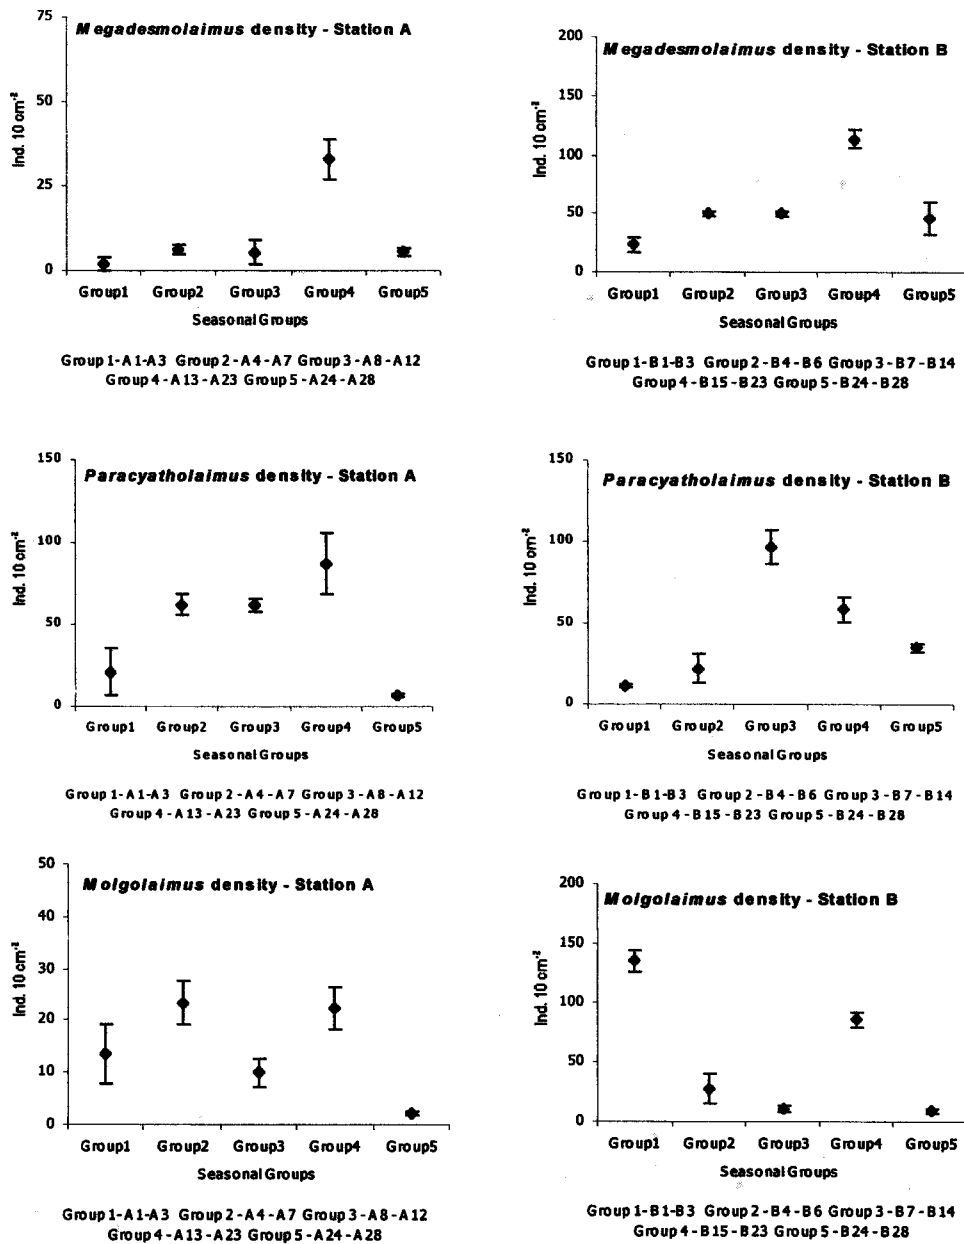 Megadesmolaimus density - Station A
75
50
25
0
Ind. 10 cm⁻²
Group1 Group2 Group3 Group4 Group5
Seasonal Groups
Group 1-A1-A3 Group 2-A4-A7 Group 3-A8-A12
Group 4-A13-A23 Group 5-A24-A28
Megadesmolaimus density - Station B
200
150
100
50
0
Ind. 10 cm⁻²
Group1 Group2 Group3 Group4 Group5
Seasonal Groups
Group 1-B1-B3 Group 2-B4-B6 Group 3-B7-B14
Group 4-B15-B23 Group 5-B24-B28
Paracyatholaimus density - Station A
150
100
50
0
Ind. 10 cm⁻²
Group1 Group2 Group3 Group4 Group5
Seasonal Groups
Group 1-A1-A3 Group 2-A4-A7 Group 3-A8-A12
Group 4-A13-A23 Group 5-A24-A28
Paracyatholaimus density - Station B
150
100
50
0
Ind. 10 cm⁻²
Group1 Group2 Group3 Group4 Group5
Seasonal Groups
Group 1-B1-B3 Group 2-B4-B6 Group 3-B7-B14
Group 4-B15-B23 Group 5-B24-B28
Molgolaimus density - Station A
50
40
30
20
10
0
Ind. 10 cm⁻²
Group1 Group2 Group3 Group4 Group5
Seasonal Groups
Group 1-A1-A3 Group 2-A4-A7 Group 3-A8-A12
Group 4-A13-A23 Group 5-A24-A28
Molgolaimus density - Station B
200
150
100
50
0
Ind. 10 cm⁻²
Group1 Group2 Group3 Group4 Group5
Seasonal Groups
Group 1-B1-B3 Group 2-B4-B6 Group 3-B7-B14
Group 4-B15-B23 Group 5-B24-B28